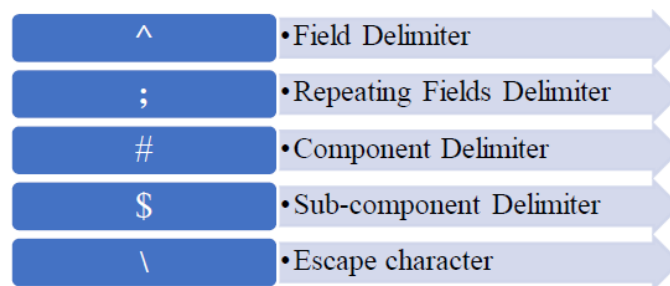 ^ •Field Delimiter
; •Repeating Fields Delimiter
# •Component Delimiter
$ •Sub-component Delimiter
\ •Escape character